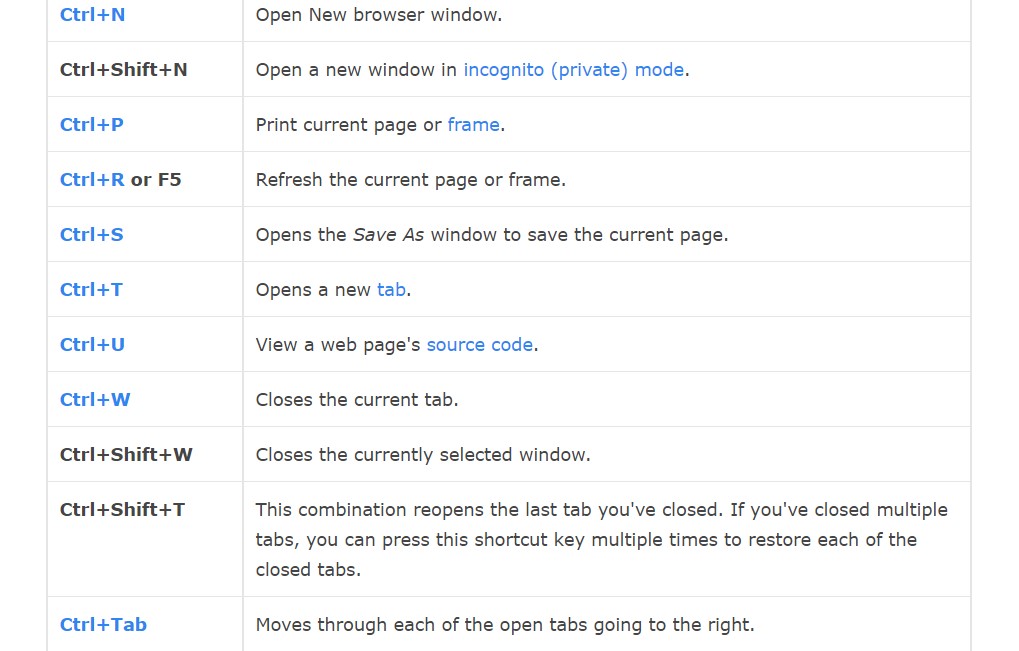 Ctrl+N Open New browser window.
Ctrl+Shift+N Open a new window in incognito (private) mode.
Ctrl+P Print current page or frame.
Ctrl+R or F5 Refresh the current page or frame.
Ctrl+S Opens the Save As window to save the current page.
Ctrl+T Opens a new tab.
Ctrl+U View a web page's source code.
Ctrl+W Closes the current tab.
Ctrl+Shift+W Closes the currently selected window.
Ctrl+Shift+T This combination reopens the last tab you've closed. If you've closed multiple
tabs, you can press this shortcut key multiple times to restore each of the
closed tabs.
Ctrl+Tab Moves through each of the open tabs going to the right.